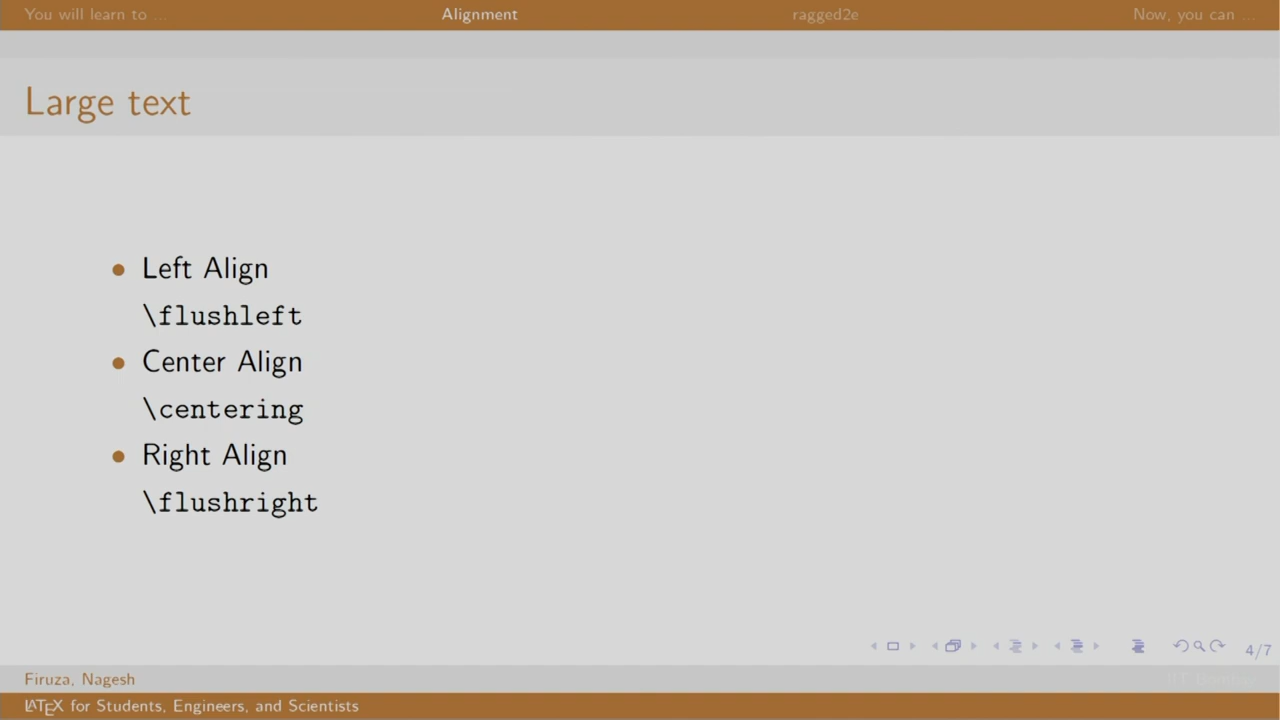 You will learn to ...
Alignment
ragged2e
Now, you can ...
Large text
• Left Align
\flushleft
• Center Align
\centering
• Right Align
\flushright
4/7
Firuza, Nagesh
LATEX for Students, Engineers, and Scientists